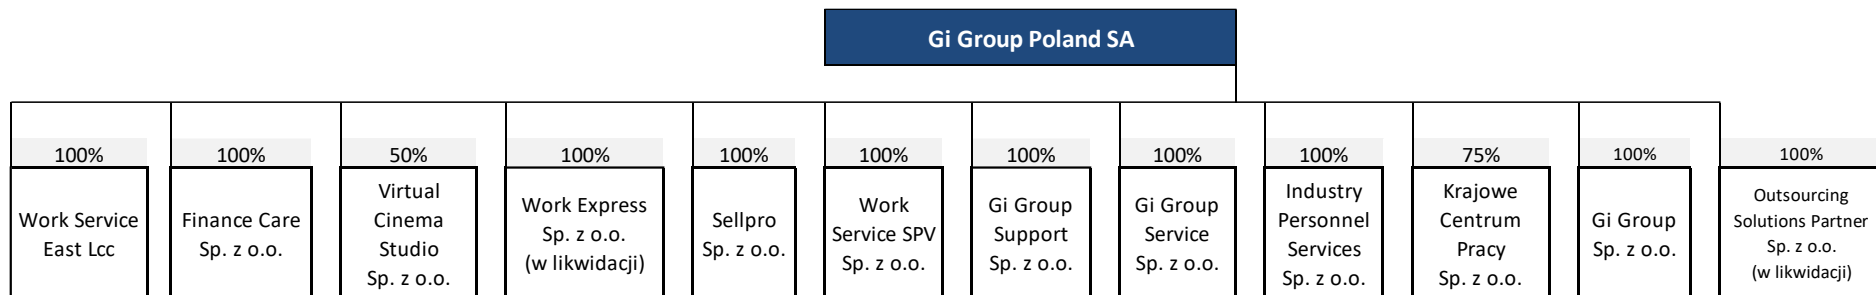 Gi Group Poland SA
100%
100%
50%
100%
100%
100%
100%
100%
100%
75%
100%
100%
Work Service
East Lcc
Finance Care
Sp. z o.o.
Virtual
Cinema
Studio
Sp. z o.o.
Work Express
Sp. z o.o.
(w likwidacji)
Sellpro
Sp. z o.o.
Work
Service SPV
Sp. z o.o.
Gi Group
Support
Sp. z o.o.
Gi Group
Service
Sp. z o.o.
Industry
Personnel
Services
Sp. z o.o.
Krajowe
Centrum
Pracy
Sp. z o.o.
Gi Group
Sp. z o.o.
Outsourcing
Solutions Partner
Sp. z o.o.
(w likwidacji)